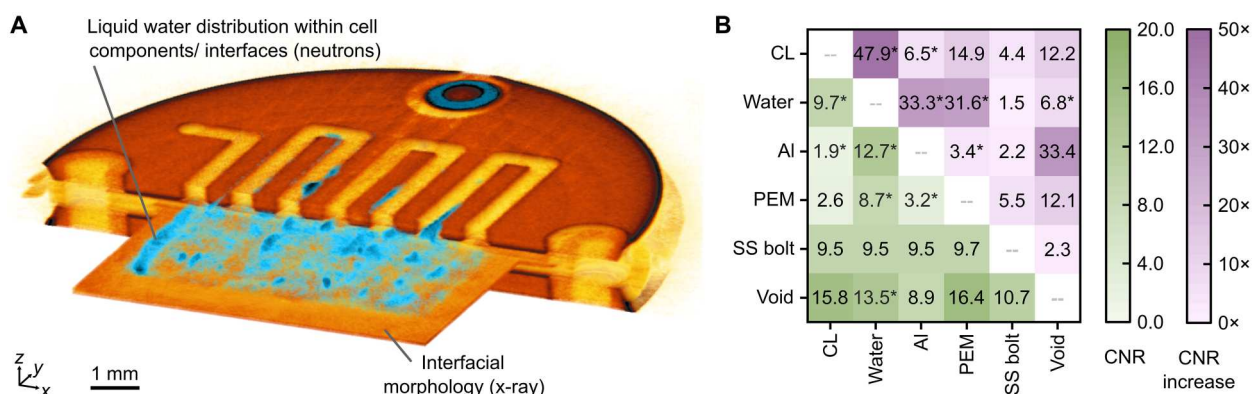 A
Liquid water distribution within cell
components/ interfaces (neutrons)
Interfacial
morphology (x-ray)
z
y
x
1 mm
B
CL -- 47.9* 6.5* 14.9 4.4 12.2
Water 9.7* -- 33.3* 31.6* 1.5 6.8*
Al 1.9* 12.7* -- 3.4* 2.2 33.4
PEM 2.6 8.7* 3.2* -- 5.5 12.1
SS bolt 9.5 9.5 9.5 9.7 -- 2.3
Void 15.8 13.5* 8.9 16.4 10.7 --
CL Water Al PEM SS bolt Void
20.0
16.0
12.0
8.0
4.0
0.0
CNR
50×
40×
30×
20×
10×
0×
CNR
increase